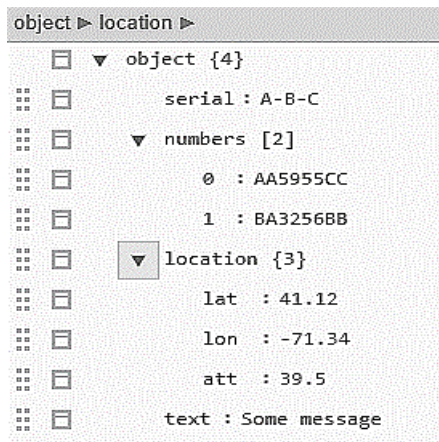 object ► location ►
▼ object {4}
serial : A-B-C
▼ numbers [2]
0 : AA5955CC
1 : BA3256BB
▼ location {3}
lat : 41.12
lon : -71.34
att : 39.5
text : Some message